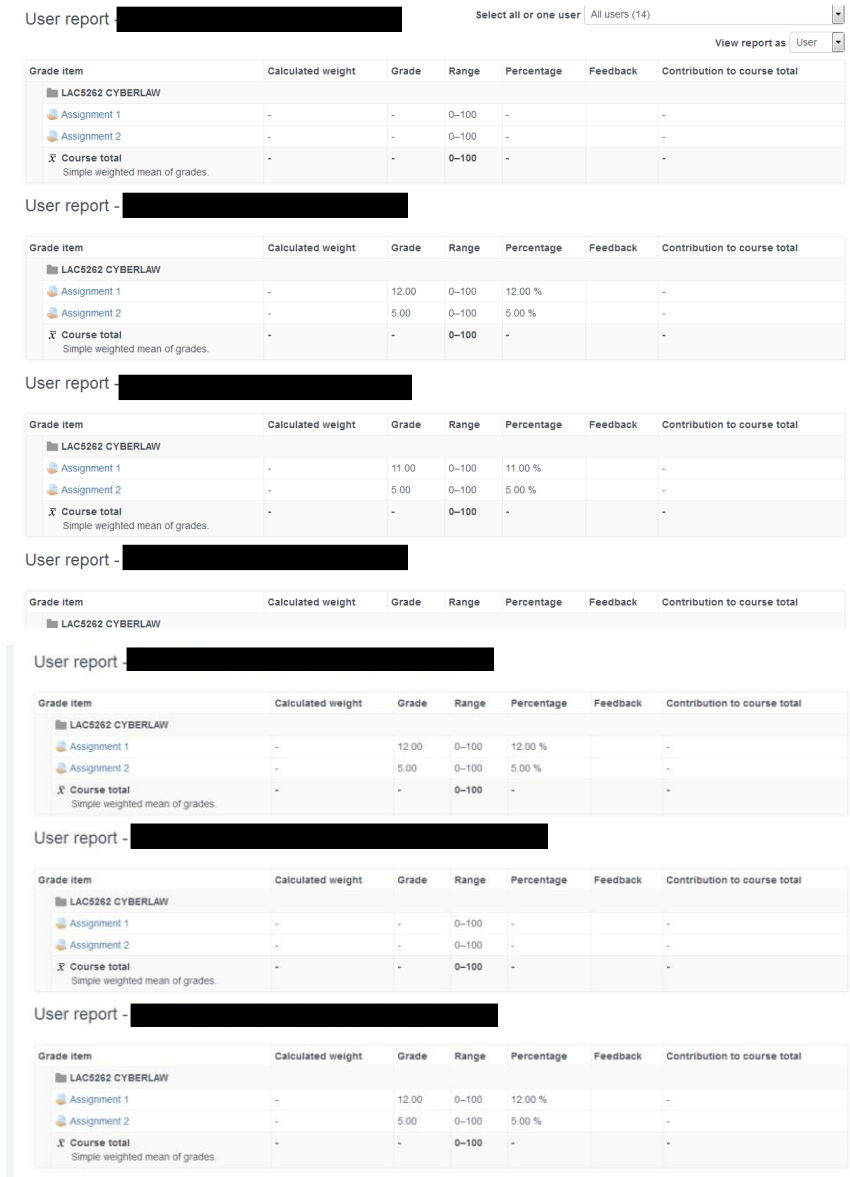 User report - Select all or one user All users (14)
View report as User
Grade item Calculated weight Grade Range Percentage Feedback Contribution to course total
LAC5262 CYBERLAW
Assignment 1 - - 0–100 - -
Assignment 2 - - 0–100 - -
x̄ Course total - - 0–100 - -
Simple weighted mean of grades.
User report -
Grade item Calculated weight Grade Range Percentage Feedback Contribution to course total
LAC5262 CYBERLAW
Assignment 1 - 12.00 0–100 12.00 % -
Assignment 2 - 5.00 0–100 5.00 % -
x̄ Course total - - 0–100 - -
Simple weighted mean of grades.
User report -
Grade item Calculated weight Grade Range Percentage Feedback Contribution to course total
LAC5262 CYBERLAW
Assignment 1 - 11.00 0–100 11.00 % -
Assignment 2 - 5.00 0–100 5.00 % -
x̄ Course total - - 0–100 - -
Simple weighted mean of grades.
User report -
Grade item Calculated weight Grade Range Percentage Feedback Contribution to course total
LAC5262 CYBERLAW
User report -
Grade item Calculated weight Grade Range Percentage Feedback Contribution to course total
LAC5262 CYBERLAW
Assignment 1 - 12.00 0–100 12.00 % -
Assignment 2 - 5.00 0–100 5.00 % -
x̄ Course total - - 0–100 - -
Simple weighted mean of grades.
User report -
Grade item Calculated weight Grade Range Percentage Feedback Contribution to course total
LAC5262 CYBERLAW
Assignment 1 - - 0–100 - -
Assignment 2 - - 0–100 - -
x̄ Course total - - 0–100 - -
Simple weighted mean of grades.
User report -
Grade item Calculated weight Grade Range Percentage Feedback Contribution to course total
LAC5262 CYBERLAW
Assignment 1 - 12.00 0–100 12.00 % -
Assignment 2 - 5.00 0–100 5.00 % -
x̄ Course total - - 0–100 - -
Simple weighted mean of grades.